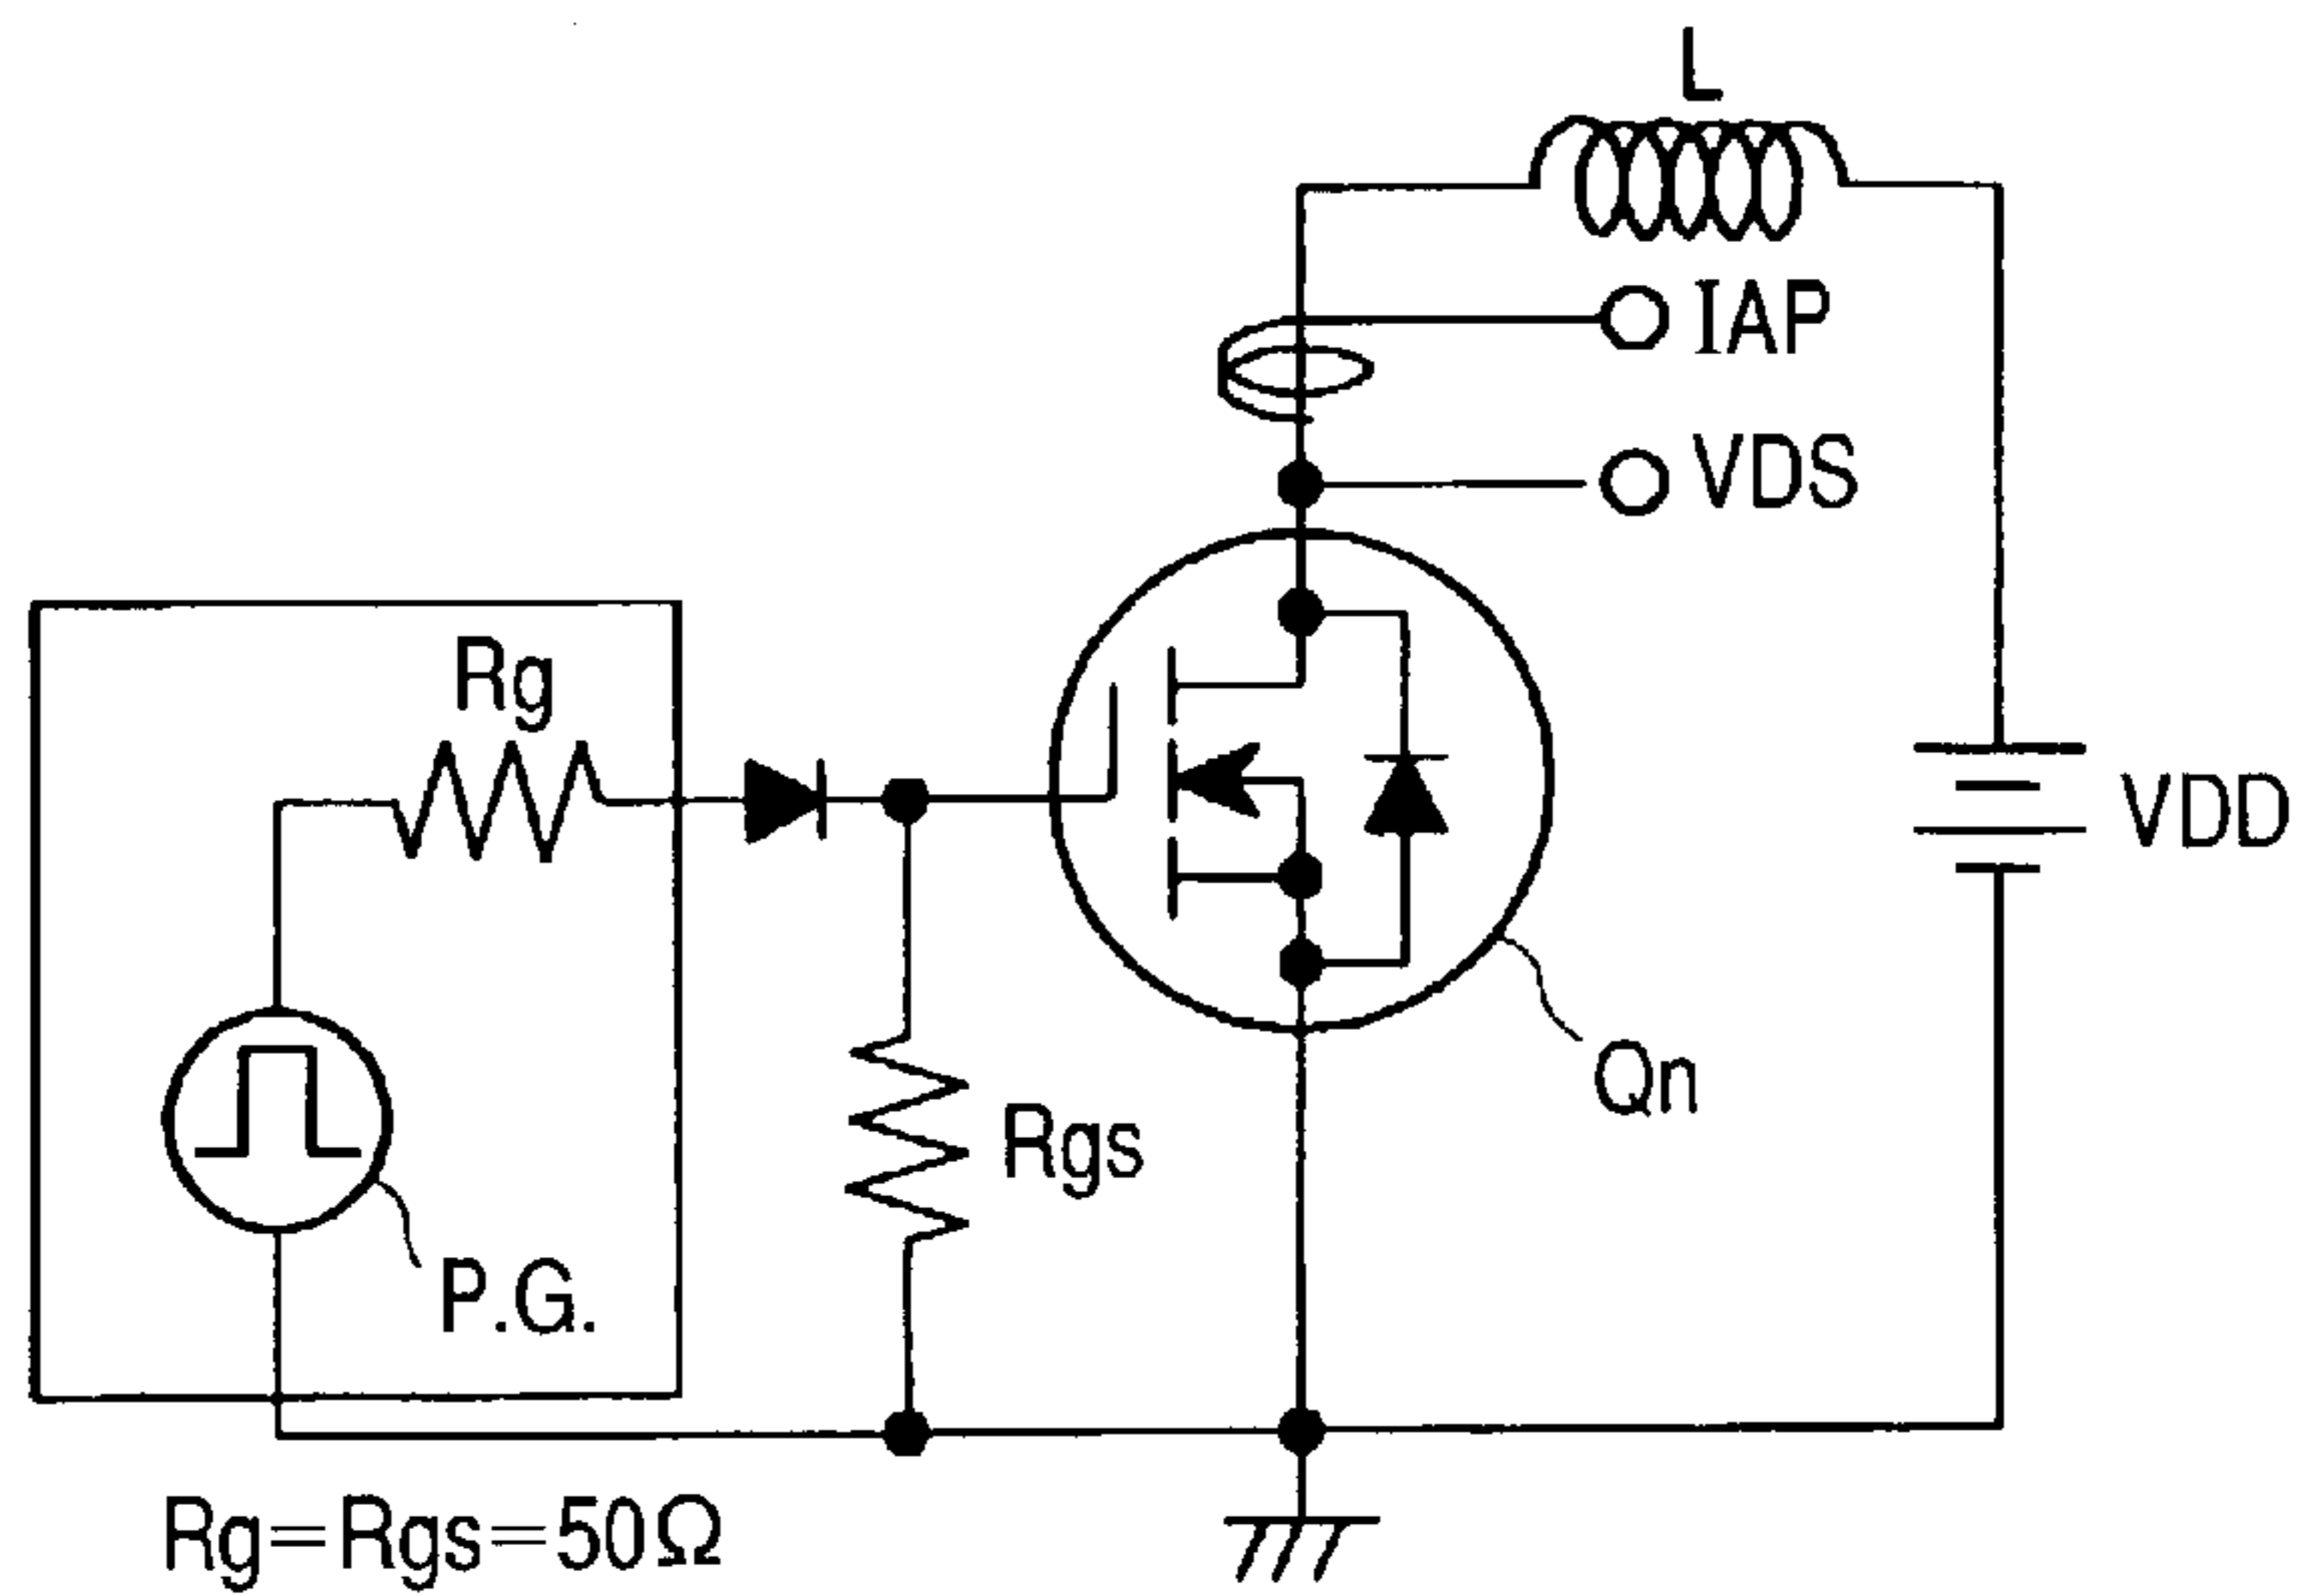 L
IAP
VDS
Rg
VDD
Qn
Rgs
P.G.
Rg=Rgs=50Ω